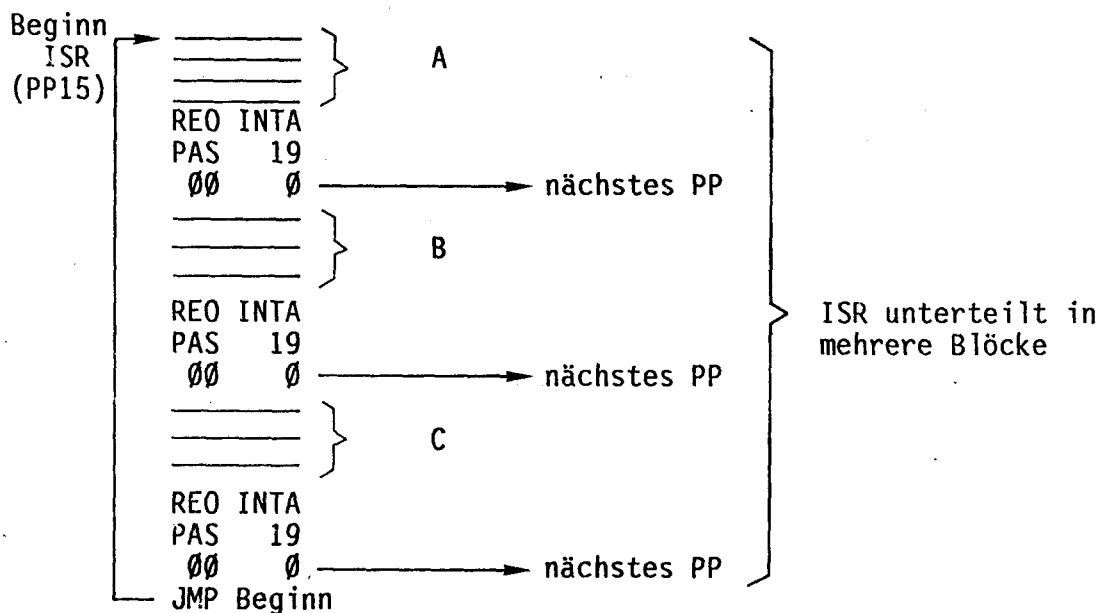 Beginn
ISR
(PP15)
A
REO INTA
PAS 19
ØØ Ø nächstes PP
B
REO INTA
PAS 19
ØØ Ø nächstes PP
ISR unterteilt in
mehrere Blöcke
C
REO INTA
PAS 19
ØØ Ø nächstes PP
JMP Beginn